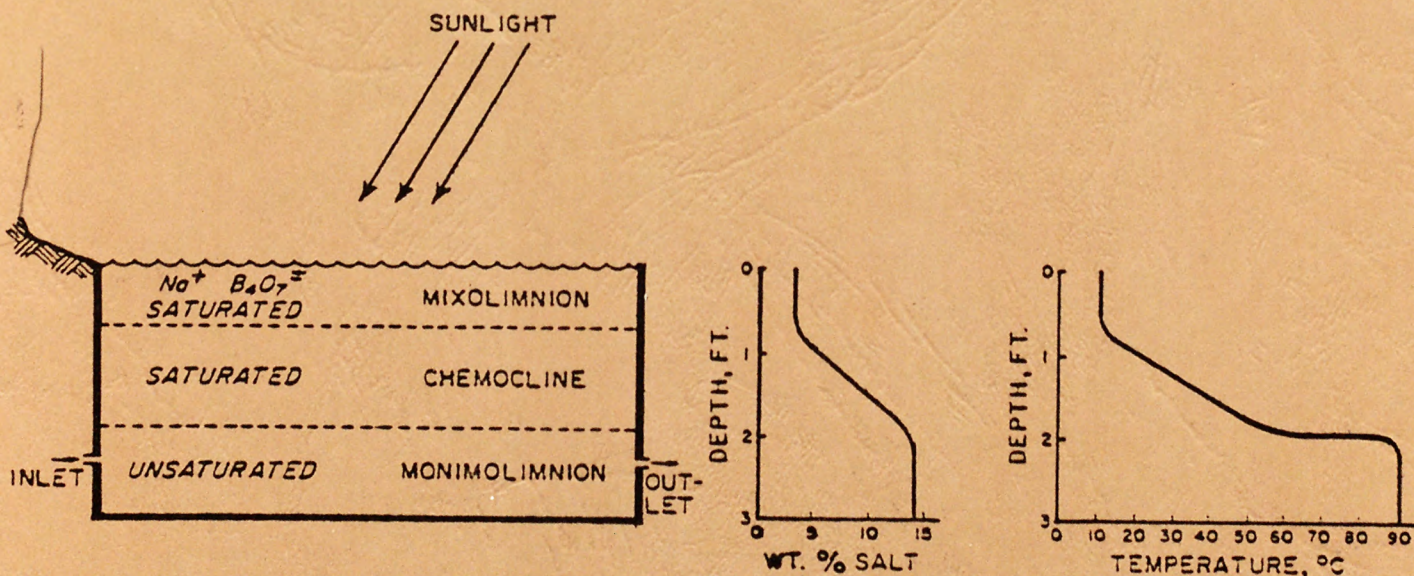 SUNLIGHT
Na+ B4O7=
SATURATED
MIXOLIMNION
SATURATED
CHEMOCLINE
UNSATURATED
MONIMOLIMNION
INLET
OUT-
LET
DEPTH, FT.
0
1
2
3
0 5 10 15
WT. % SALT
DEPTH, FT.
0
1
2
3
0 10 20 30 40 50 60 70 80 90
TEMPERATURE, °C